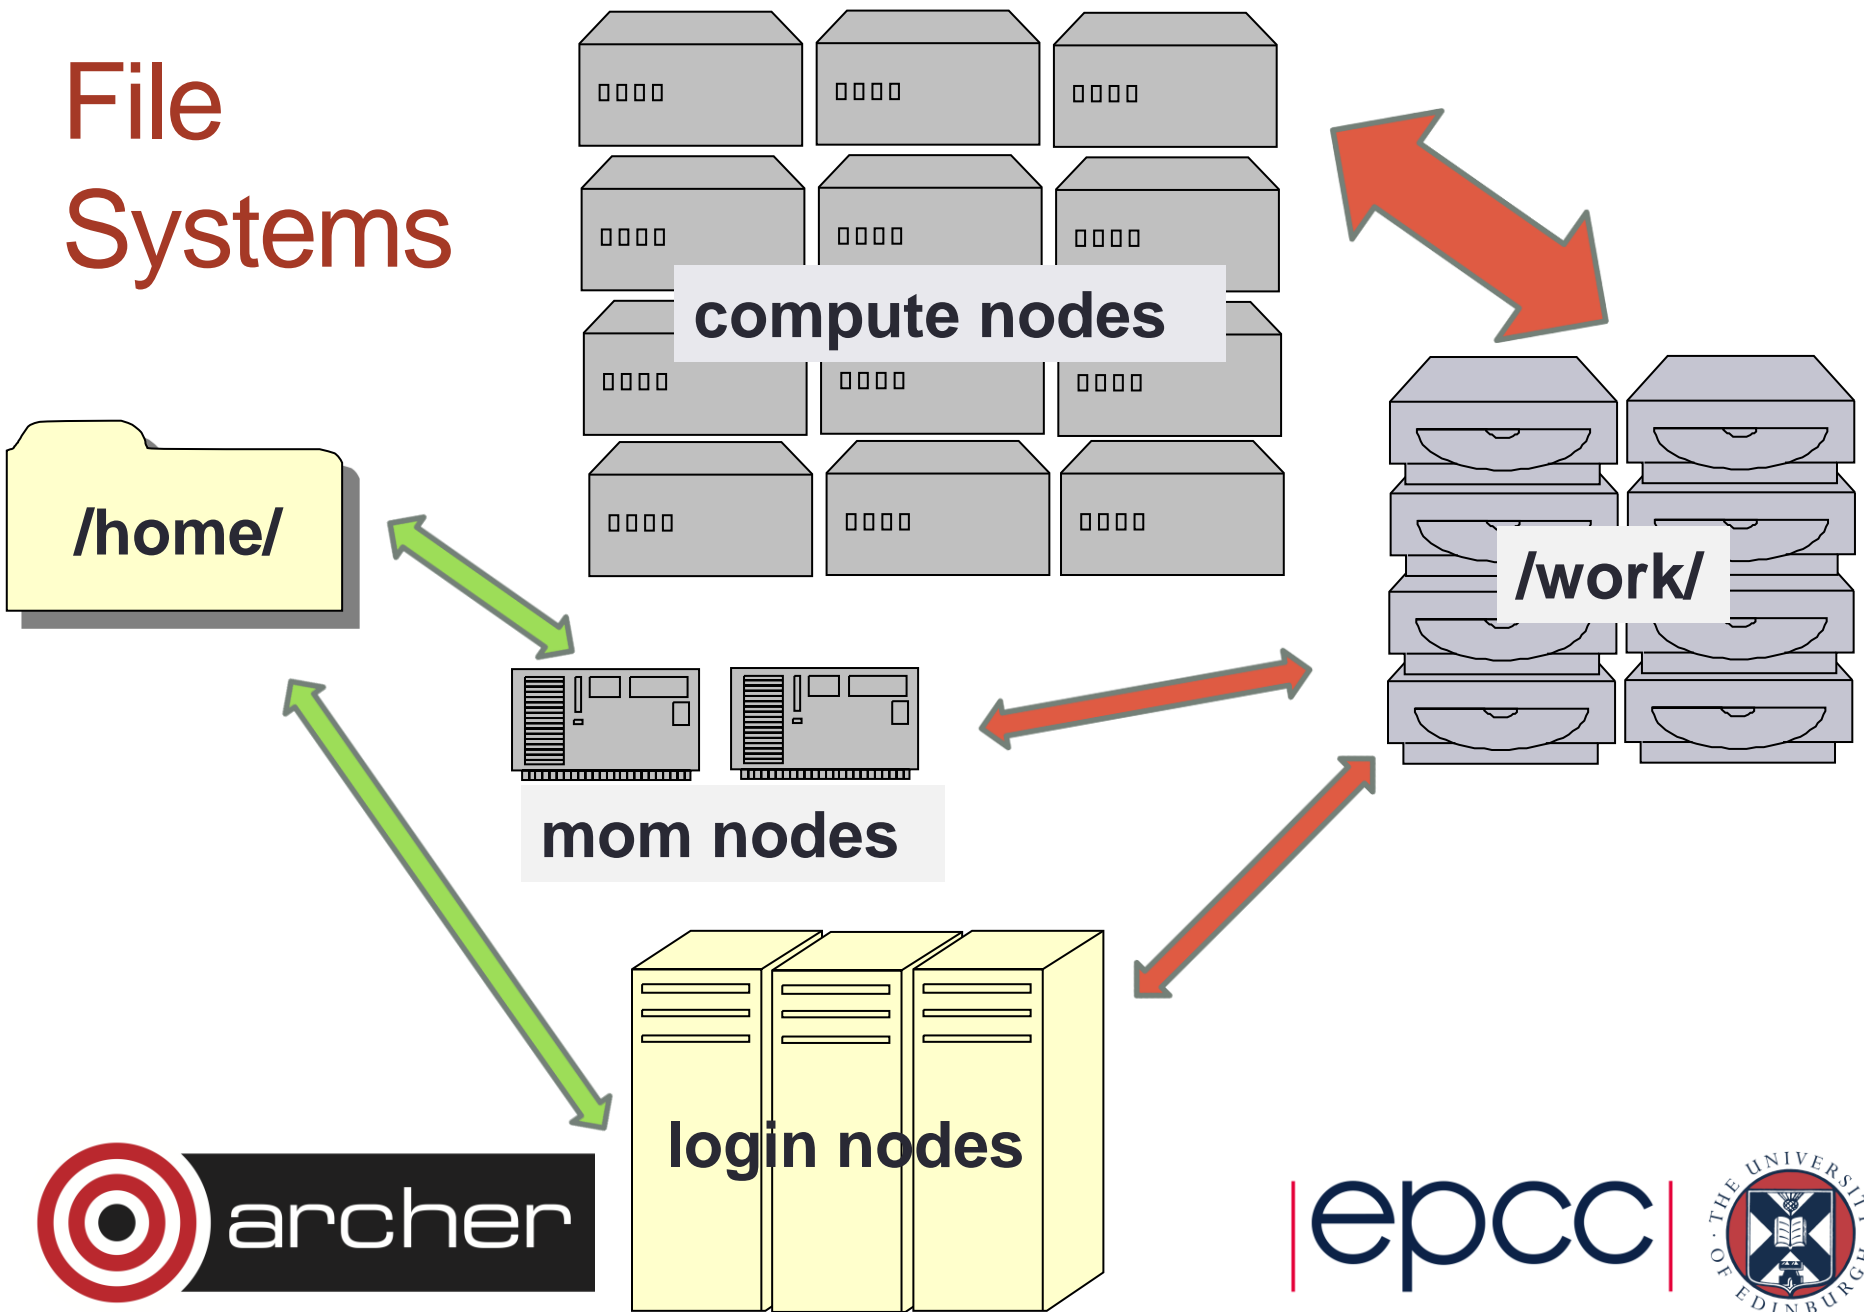 File
Systems
compute nodes
/home/
/work/
mom nodes
login nodes
archer
|epcc|
THE UNIVERSITY OF EDINBURGH